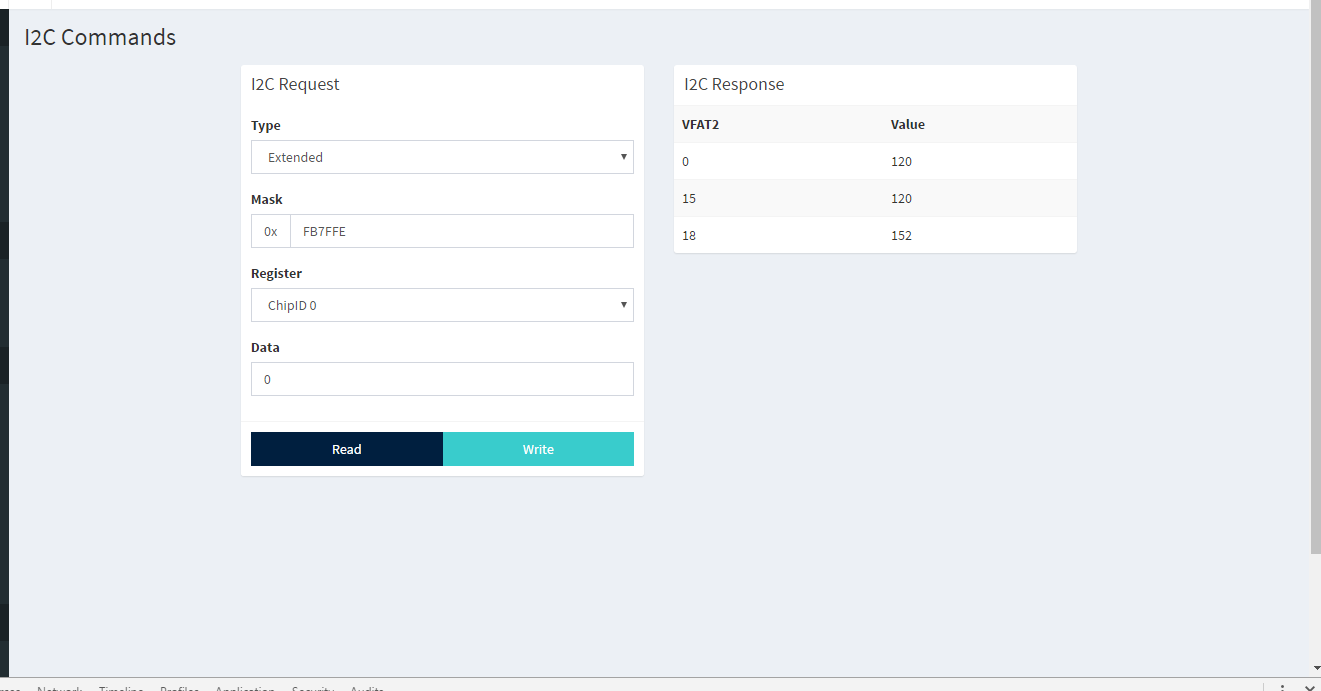 I2C Commands
I2C Request
Type
Extended
Mask
0x FB7FFE
Register
ChipID 0
Data
0
Read Write
I2C Response
VFAT2 Value
0 120
15 120
18 152
Network Timeline Profiles Application Security Audits